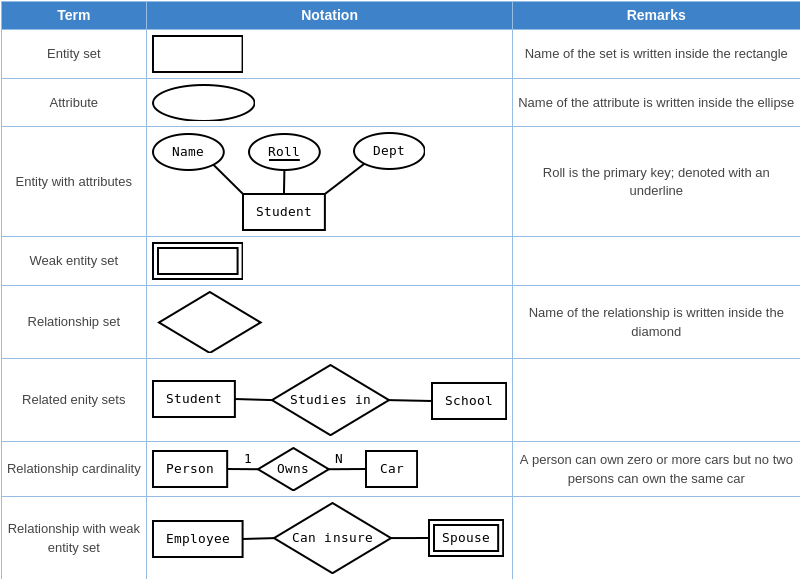 Term Notation Remarks
Entity set Name of the set is written inside the rectangle
Attribute Name of the attribute is written inside the ellipse
Name Roll Dept
Entity with attributes
Roll is the primary key; denoted with an
underline
Student
Weak entity set
Relationship set
Name of the relationship is written inside the
diamond
Related enity sets Student Studies in School
Relationship cardinality Person 1 Owns N Car
A person can own zero or more cars but no two
persons can own the same car
Relationship with weak
entity set
Employee Can insure Spouse